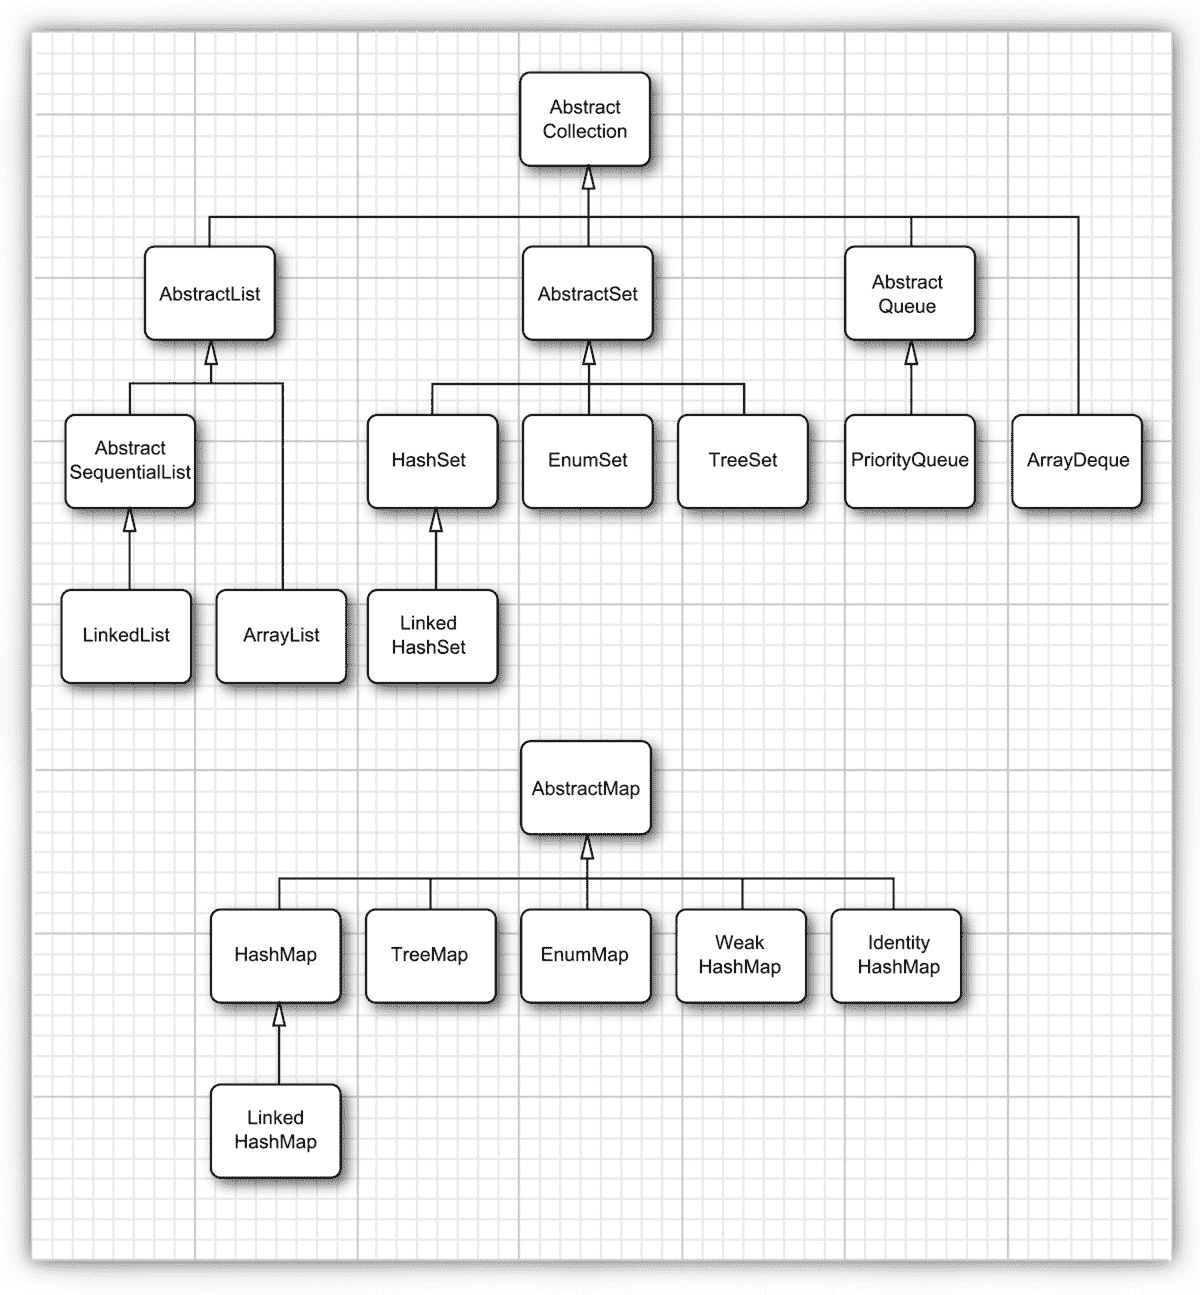 Abstract
Collection
AbstractList
AbstractSet
Abstract
Queue
Abstract
SequentialList
HashSet
EnumSet
TreeSet
PriorityQueue
ArrayDeque
LinkedList
ArrayList
Linked
HashSet
AbstractMap
HashMap
TreeMap
EnumMap
Weak
HashMap
Identity
HashMap
Linked
HashMap